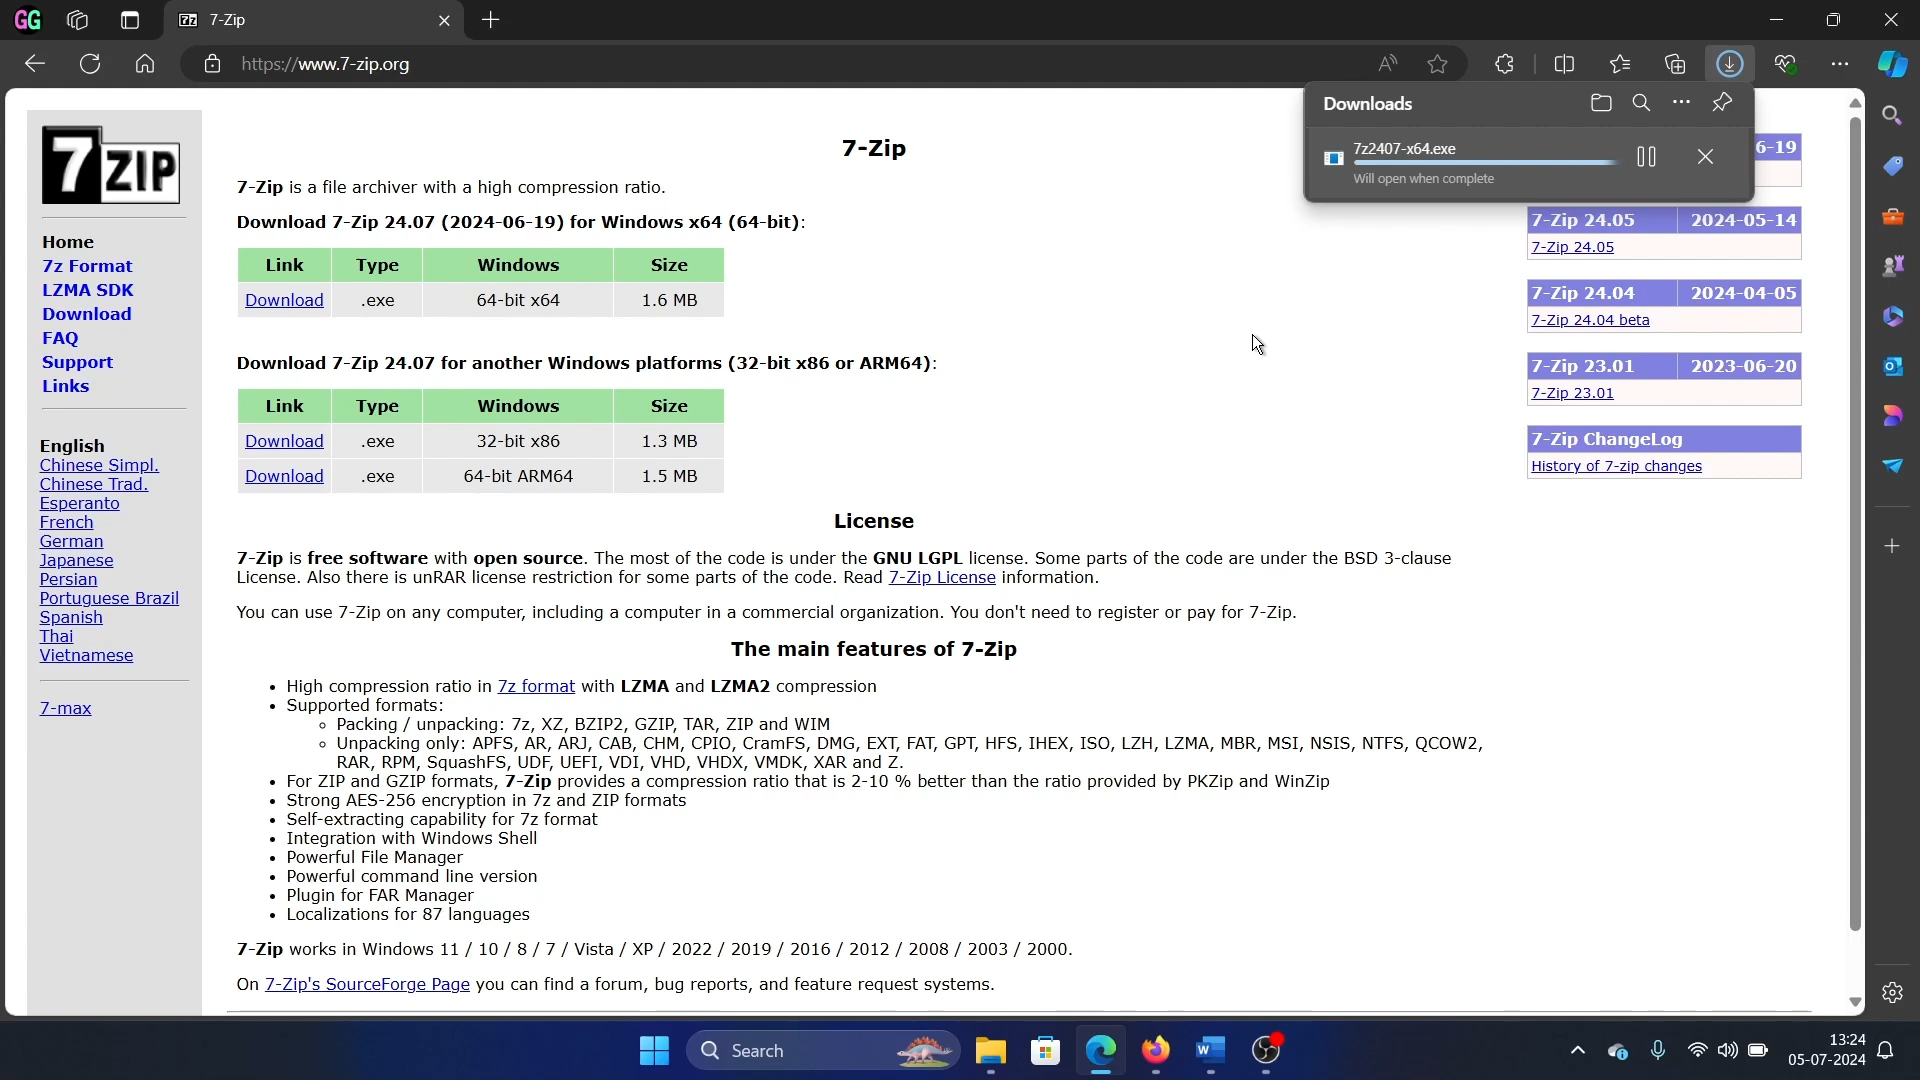 7-Zip
https://www.7-zip.org
Downloads
7z2407-x64.exe
Will open when complete
7 ZIP
Home
7z Format
LZMA SDK
Download
FAQ
Support
Links
English
Chinese Simpl.
Chinese Trad.
Esperanto
French
German
Japanese
Persian
Portuguese Brazil
Spanish
Thai
Vietnamese
7-max
7-Zip
7-Zip is a file archiver with a high compression ratio.
Download 7-Zip 24.07 (2024-06-19) for Windows x64 (64-bit):
Link Type Windows Size
Download .exe 64-bit x64 1.6 MB
Download 7-Zip 24.07 for another Windows platforms (32-bit x86 or ARM64):
Link Type Windows Size
Download .exe 32-bit x86 1.3 MB
Download .exe 64-bit ARM64 1.5 MB
License
7-Zip is free software with open source. The most of the code is under the GNU LGPL license. Some parts of the code are under the BSD 3-clause
License. Also there is unRAR license restriction for some parts of the code. Read 7-Zip License information.
You can use 7-Zip on any computer, including a computer in a commercial organization. You don't need to register or pay for 7-Zip.
The main features of 7-Zip
• High compression ratio in 7z format with LZMA and LZMA2 compression
• Supported formats:
◦ Packing / unpacking: 7z, XZ, BZIP2, GZIP, TAR, ZIP and WIM
◦ Unpacking only: APFS, AR, ARJ, CAB, CHM, CPIO, CramFS, DMG, EXT, FAT, GPT, HFS, IHEX, ISO, LZH, LZMA, MBR, MSI, NSIS, NTFS, QCOW2,
RAR, RPM, SquashFS, UDF, UEFI, VDI, VHD, VHDX, VMDK, XAR and Z.
• For ZIP and GZIP formats, 7-Zip provides a compression ratio that is 2-10 % better than the ratio provided by PKZip and WinZip
• Strong AES-256 encryption in 7z and ZIP formats
• Self-extracting capability for 7z format
• Integration with Windows Shell
• Powerful File Manager
• Powerful command line version
• Plugin for FAR Manager
• Localizations for 87 languages
7-Zip works in Windows 11 / 10 / 8 / 7 / Vista / XP / 2022 / 2019 / 2016 / 2012 / 2008 / 2003 / 2000.
On 7-Zip's SourceForge Page you can find a forum, bug reports, and feature request systems.
6-19
7-Zip 24.05 2024-05-14
7-Zip 24.05
7-Zip 24.04 2024-04-05
7-Zip 24.04 beta
7-Zip 23.01 2023-06-20
7-Zip 23.01
7-Zip ChangeLog
History of 7-zip changes
Search
13:24
05-07-2024